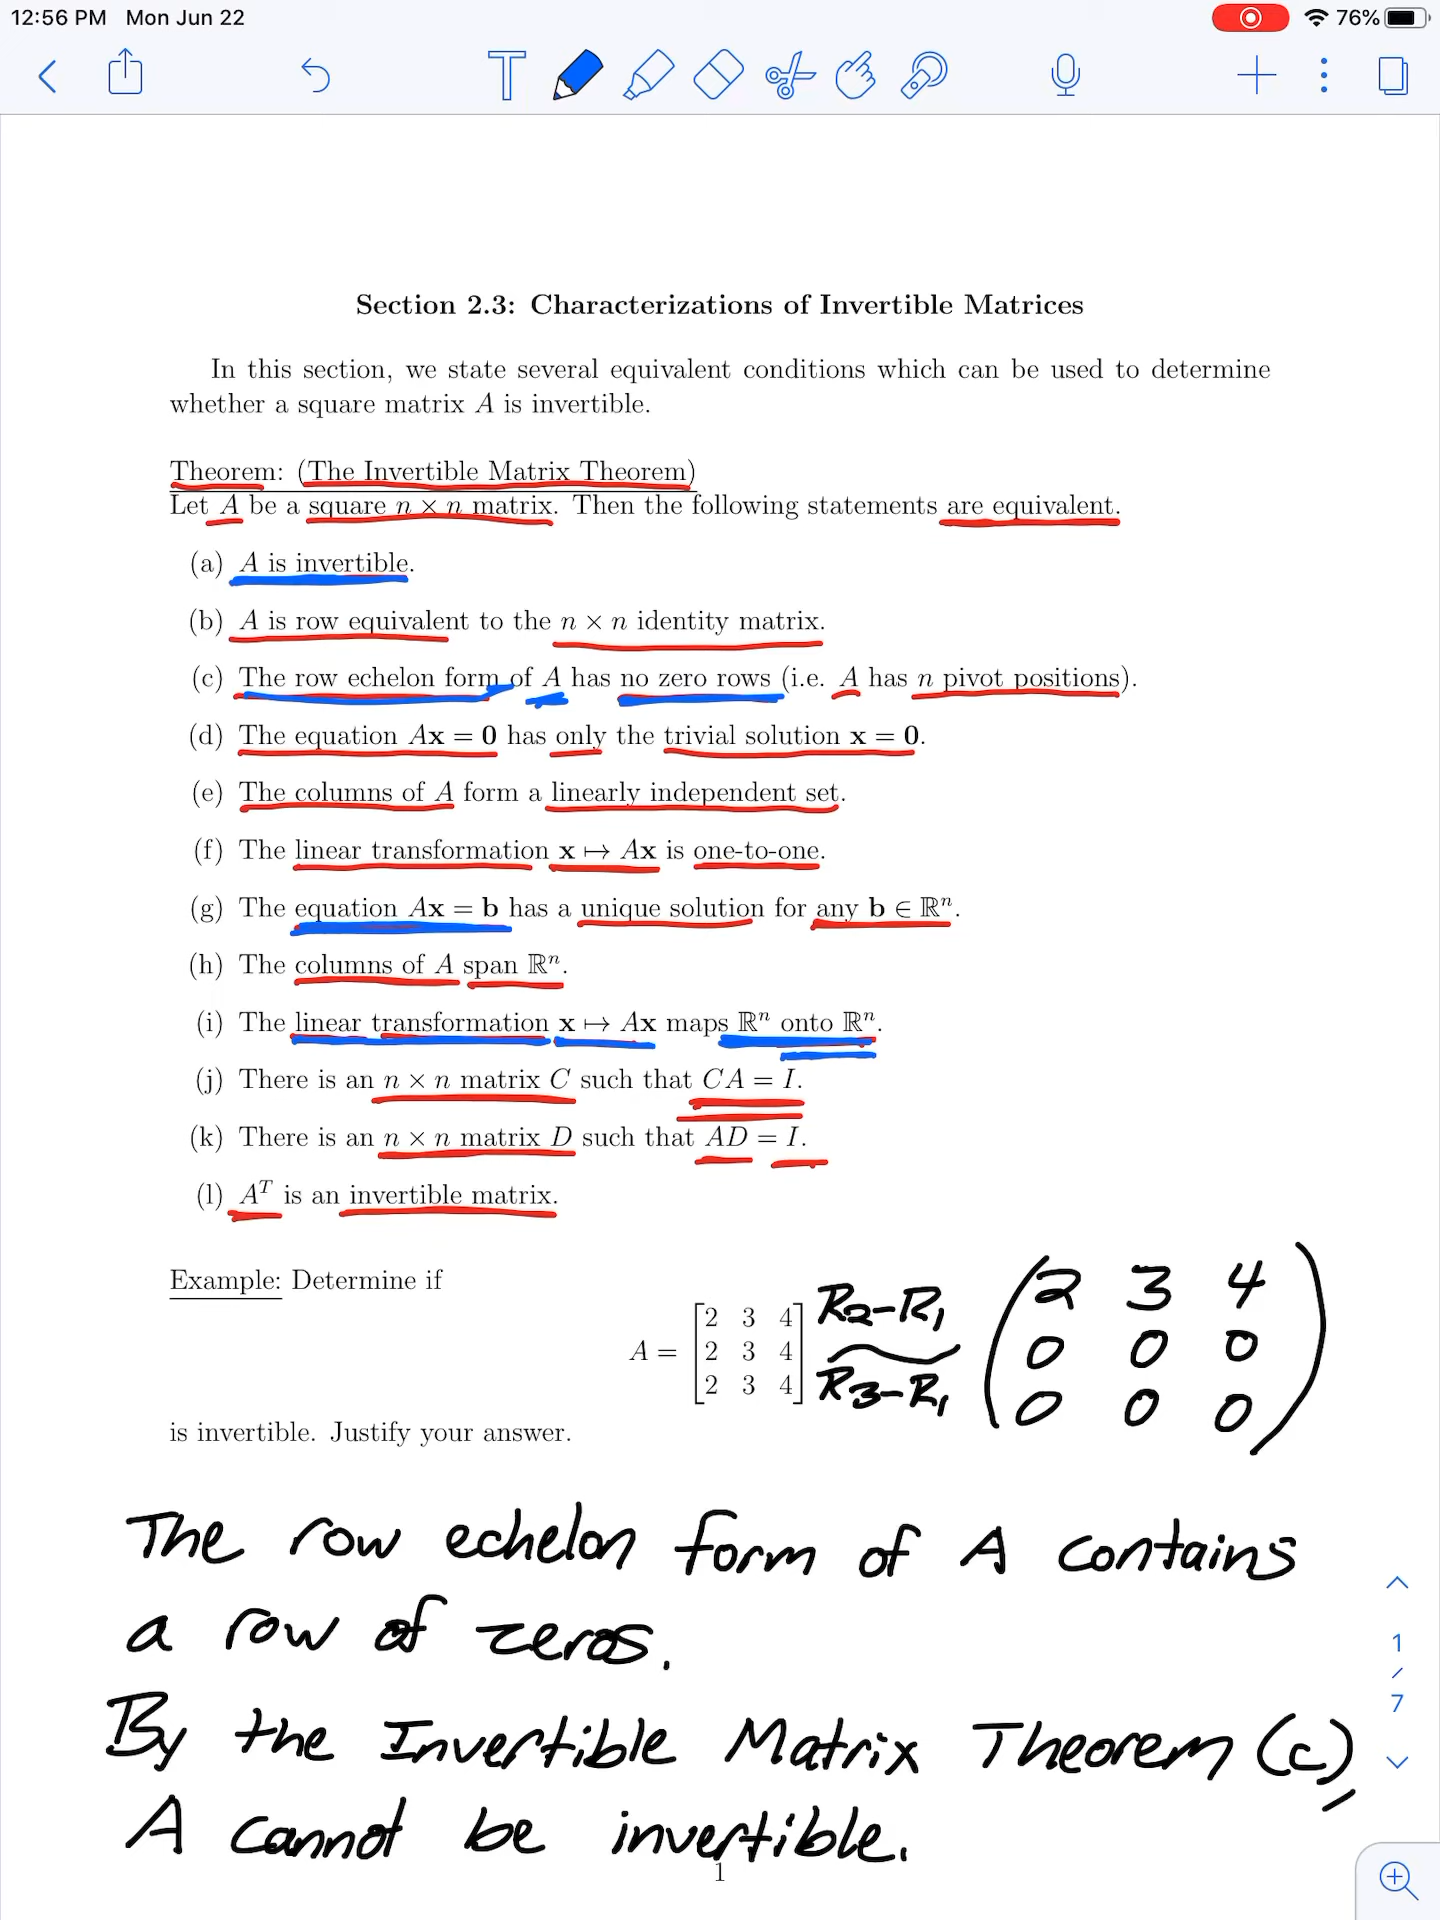 12:56 PM Mon Jun 22
76%
Section 2.3: Characterizations of Invertible Matrices
In this section, we state several equivalent conditions which can be used to determine
whether a square matrix A is invertible.
Theorem: (The Invertible Matrix Theorem)
Let A be a square n × n matrix. Then the following statements are equivalent.
(a) A is invertible.
(b) A is row equivalent to the n × n identity matrix.
(c) The row echelon form of A has no zero rows (i.e. A has n pivot positions).
(d) The equation Ax = 0 has only the trivial solution x = 0.
(e) The columns of A form a linearly independent set.
(f) The linear transformation x ↦ Ax is one-to-one.
(g) The equation Ax = b has a unique solution for any b ∈ ℝⁿ.
(h) The columns of A span ℝⁿ.
(i) The linear transformation x ↦ Ax maps ℝⁿ onto ℝⁿ.
(j) There is an n × n matrix C such that CA = I.
(k) There is an n × n matrix D such that AD = I.
(l) Aᵀ is an invertible matrix.
Example: Determine if
A = [2 3 4] R₂-R₁ (2 3 4)
[2 3 4] (0 0 0)
[2 3 4] R₃-R₁ (0 0 0)
is invertible. Justify your answer.
The row echelon form of A contains
a row of zeros.
By the Invertible Matrix Theorem (c),
A cannot be invertible.
1
1
/
7